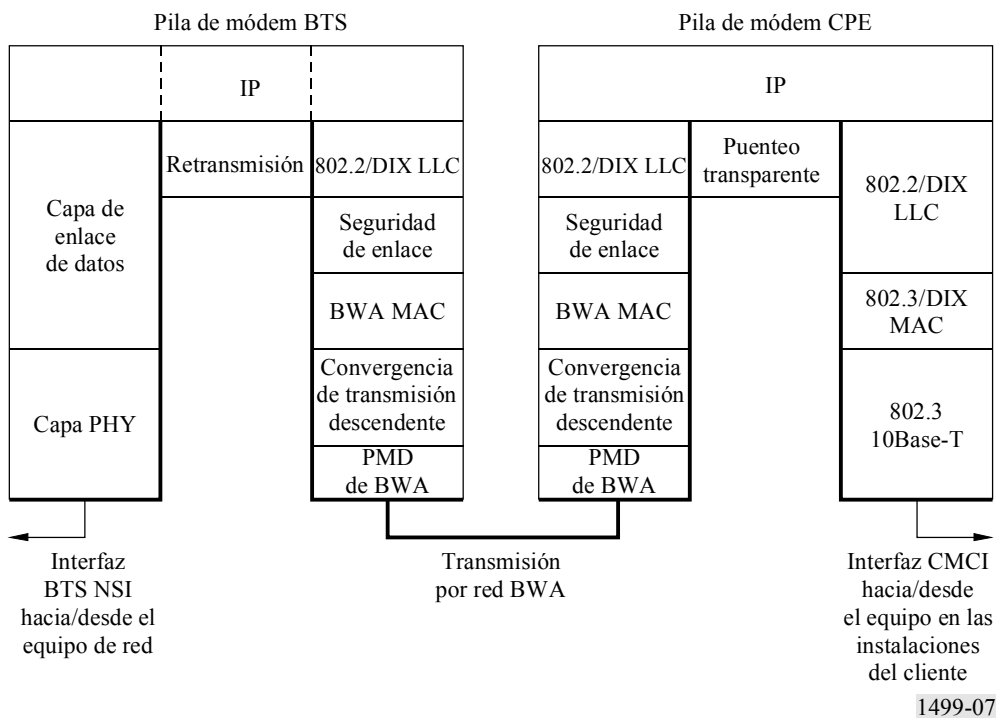 Pila de módem BTS
Pila de módem CPE
IP
IP
Capa de
enlace
de datos
Retransmisión
802.2/DIX LLC
Seguridad
de enlace
BWA MAC
Convergencia
de transmisión
descendente
PMD
de BWA
Capa PHY
802.2/DIX LLC
Seguridad
de enlace
BWA MAC
Convergencia
de transmisión
descendente
PMD
de BWA
Puenteo
transparente
802.2/DIX
LLC
802.3/DIX
MAC
802.3
10Base-T
Interfaz
BTS NSI
hacia/desde el
equipo de red
Transmisión
por red BWA
Interfaz CMCI
hacia/desde
el equipo en las
instalaciones
del cliente
1499-07